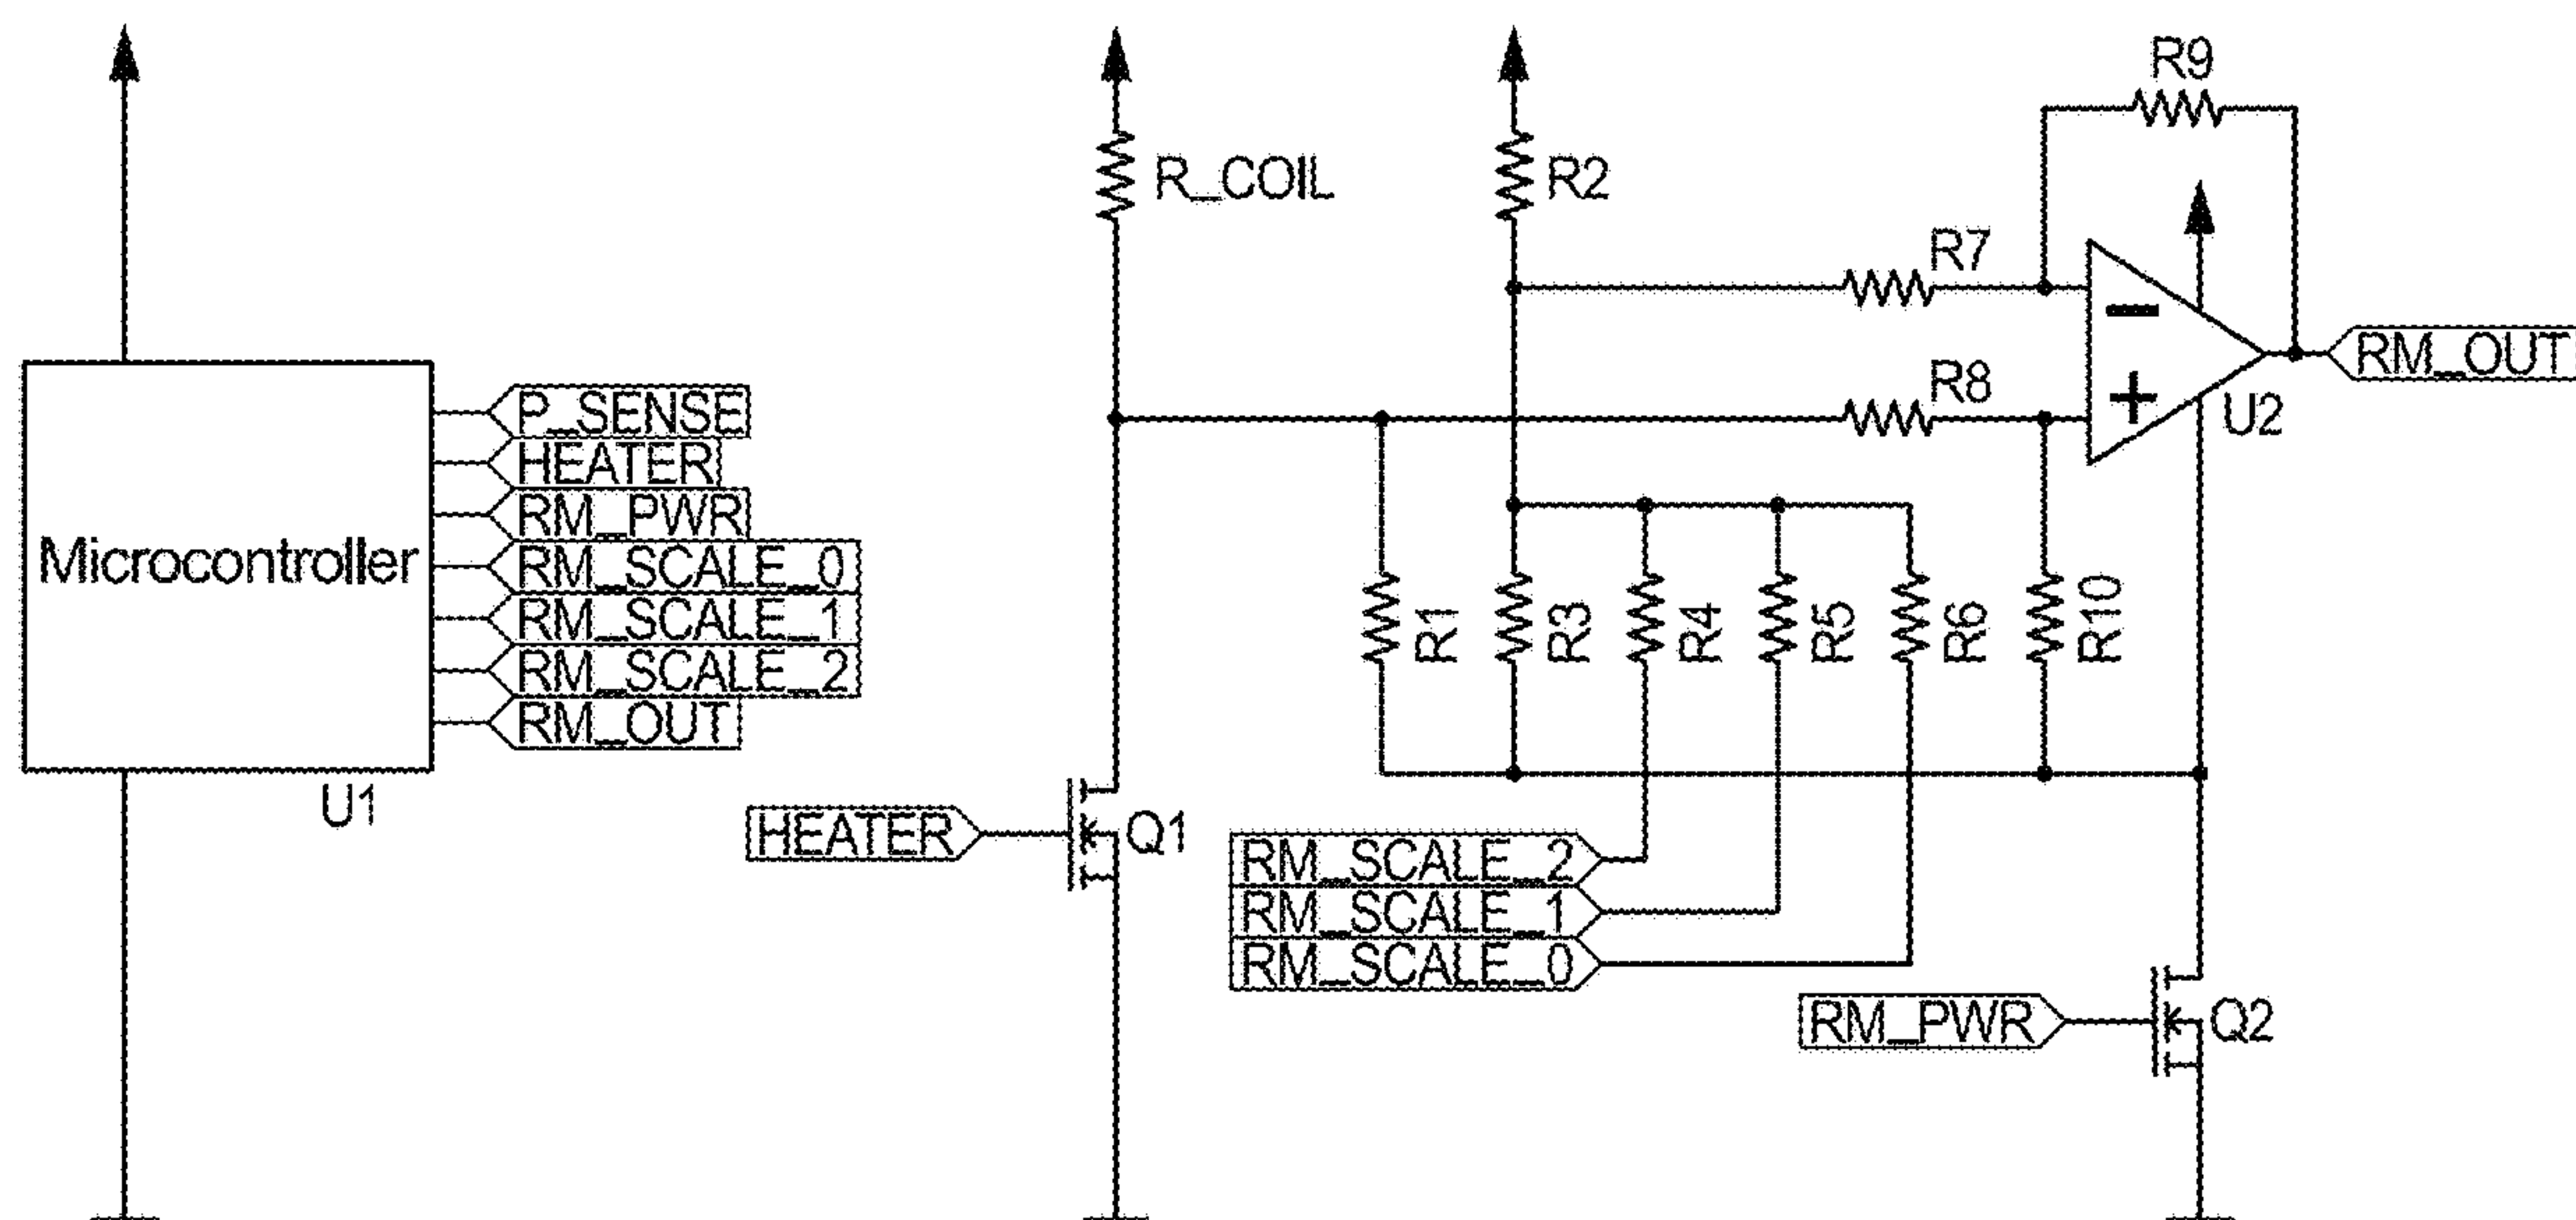 R9
R_COIL
R2
R7
P_SENSE
HEATER
RM_PWR
RM_SCALE_0
RM_SCALE_1
RM_SCALE_2
RM_OUT
Microcontroller
U1
R8
−
+
U2
RM_OUT
R1
R3
R4
R5
R6
R10
HEATER
Q1
RM_SCALE_2
RM_SCALE_1
RM_SCALE_0
RM_PWR
Q2